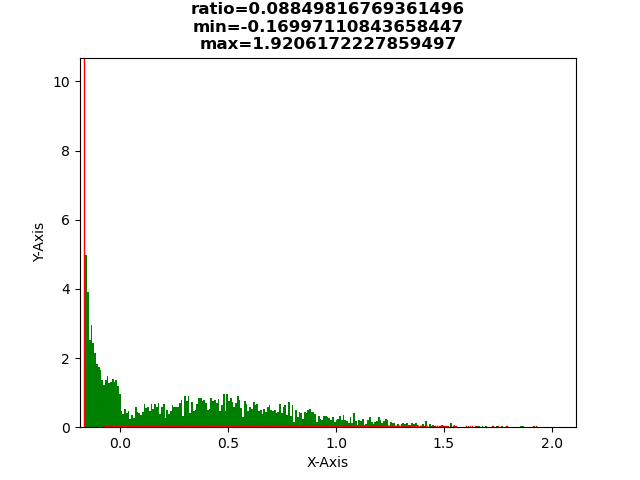 ratio=0.08849816769361496
min=-0.16997110843658447
max=1.9206172227859497
10
8
6
4
2
0
Y-Axis
0.0 0.5 1.0 1.5 2.0
X-Axis